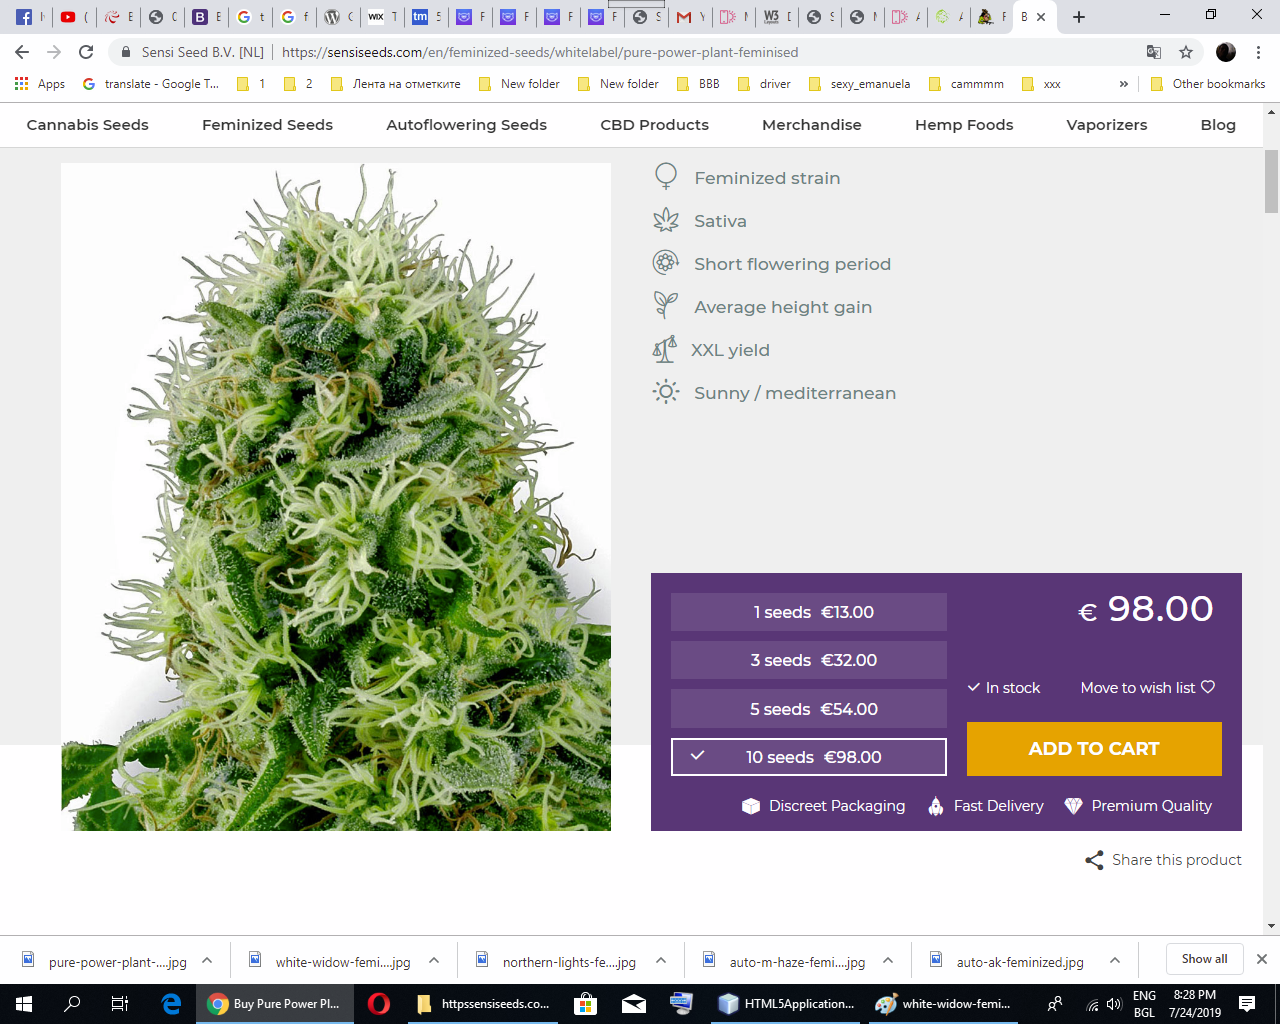 Sensi Seed B.V. [NL]
https://sensiseeds.com/en/feminized-seeds/whitelabel/pure-power-plant-feminised
Apps
translate - Google T...
1
2
Лента на отметките
New folder
New folder
BBB
driver
sexy_emanuela
cammmm
xxx
»
Other bookmarks
Cannabis Seeds
Feminized Seeds
Autoflowering Seeds
CBD Products
Merchandise
Hemp Foods
Vaporizers
Blog
Feminized strain
Sativa
Short flowering period
Average height gain
XXL yield
Sunny / mediterranean
1 seeds €13.00
3 seeds €32.00
5 seeds €54.00
10 seeds €98.00
€ 98.00
In stock
Move to wish list
ADD TO CART
Discreet Packaging
Fast Delivery
Premium Quality
Share this product
pure-power-plant-....jpg
white-widow-femi....jpg
northern-lights-fe....jpg
auto-m-haze-femi....jpg
auto-ak-feminized.jpg
Show all
Buy Pure Power Pl...
httpssensiseeds.co...
HTML5Application...
white-widow-femi...
ENG
BGL
8:28 PM
7/24/2019